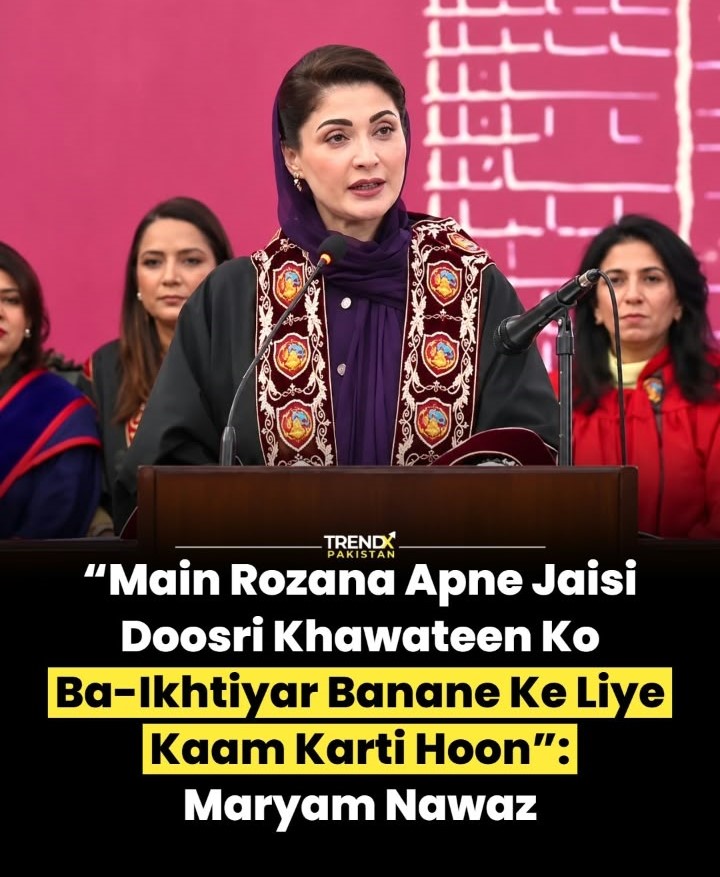 TRENDX
PAKISTAN
“Main Rozana Apne Jaisi
Doosri Khawateen Ko
Ba-Ikhtiyar Banane Ke Liye
Kaam Karti Hoon”:
Maryam Nawaz